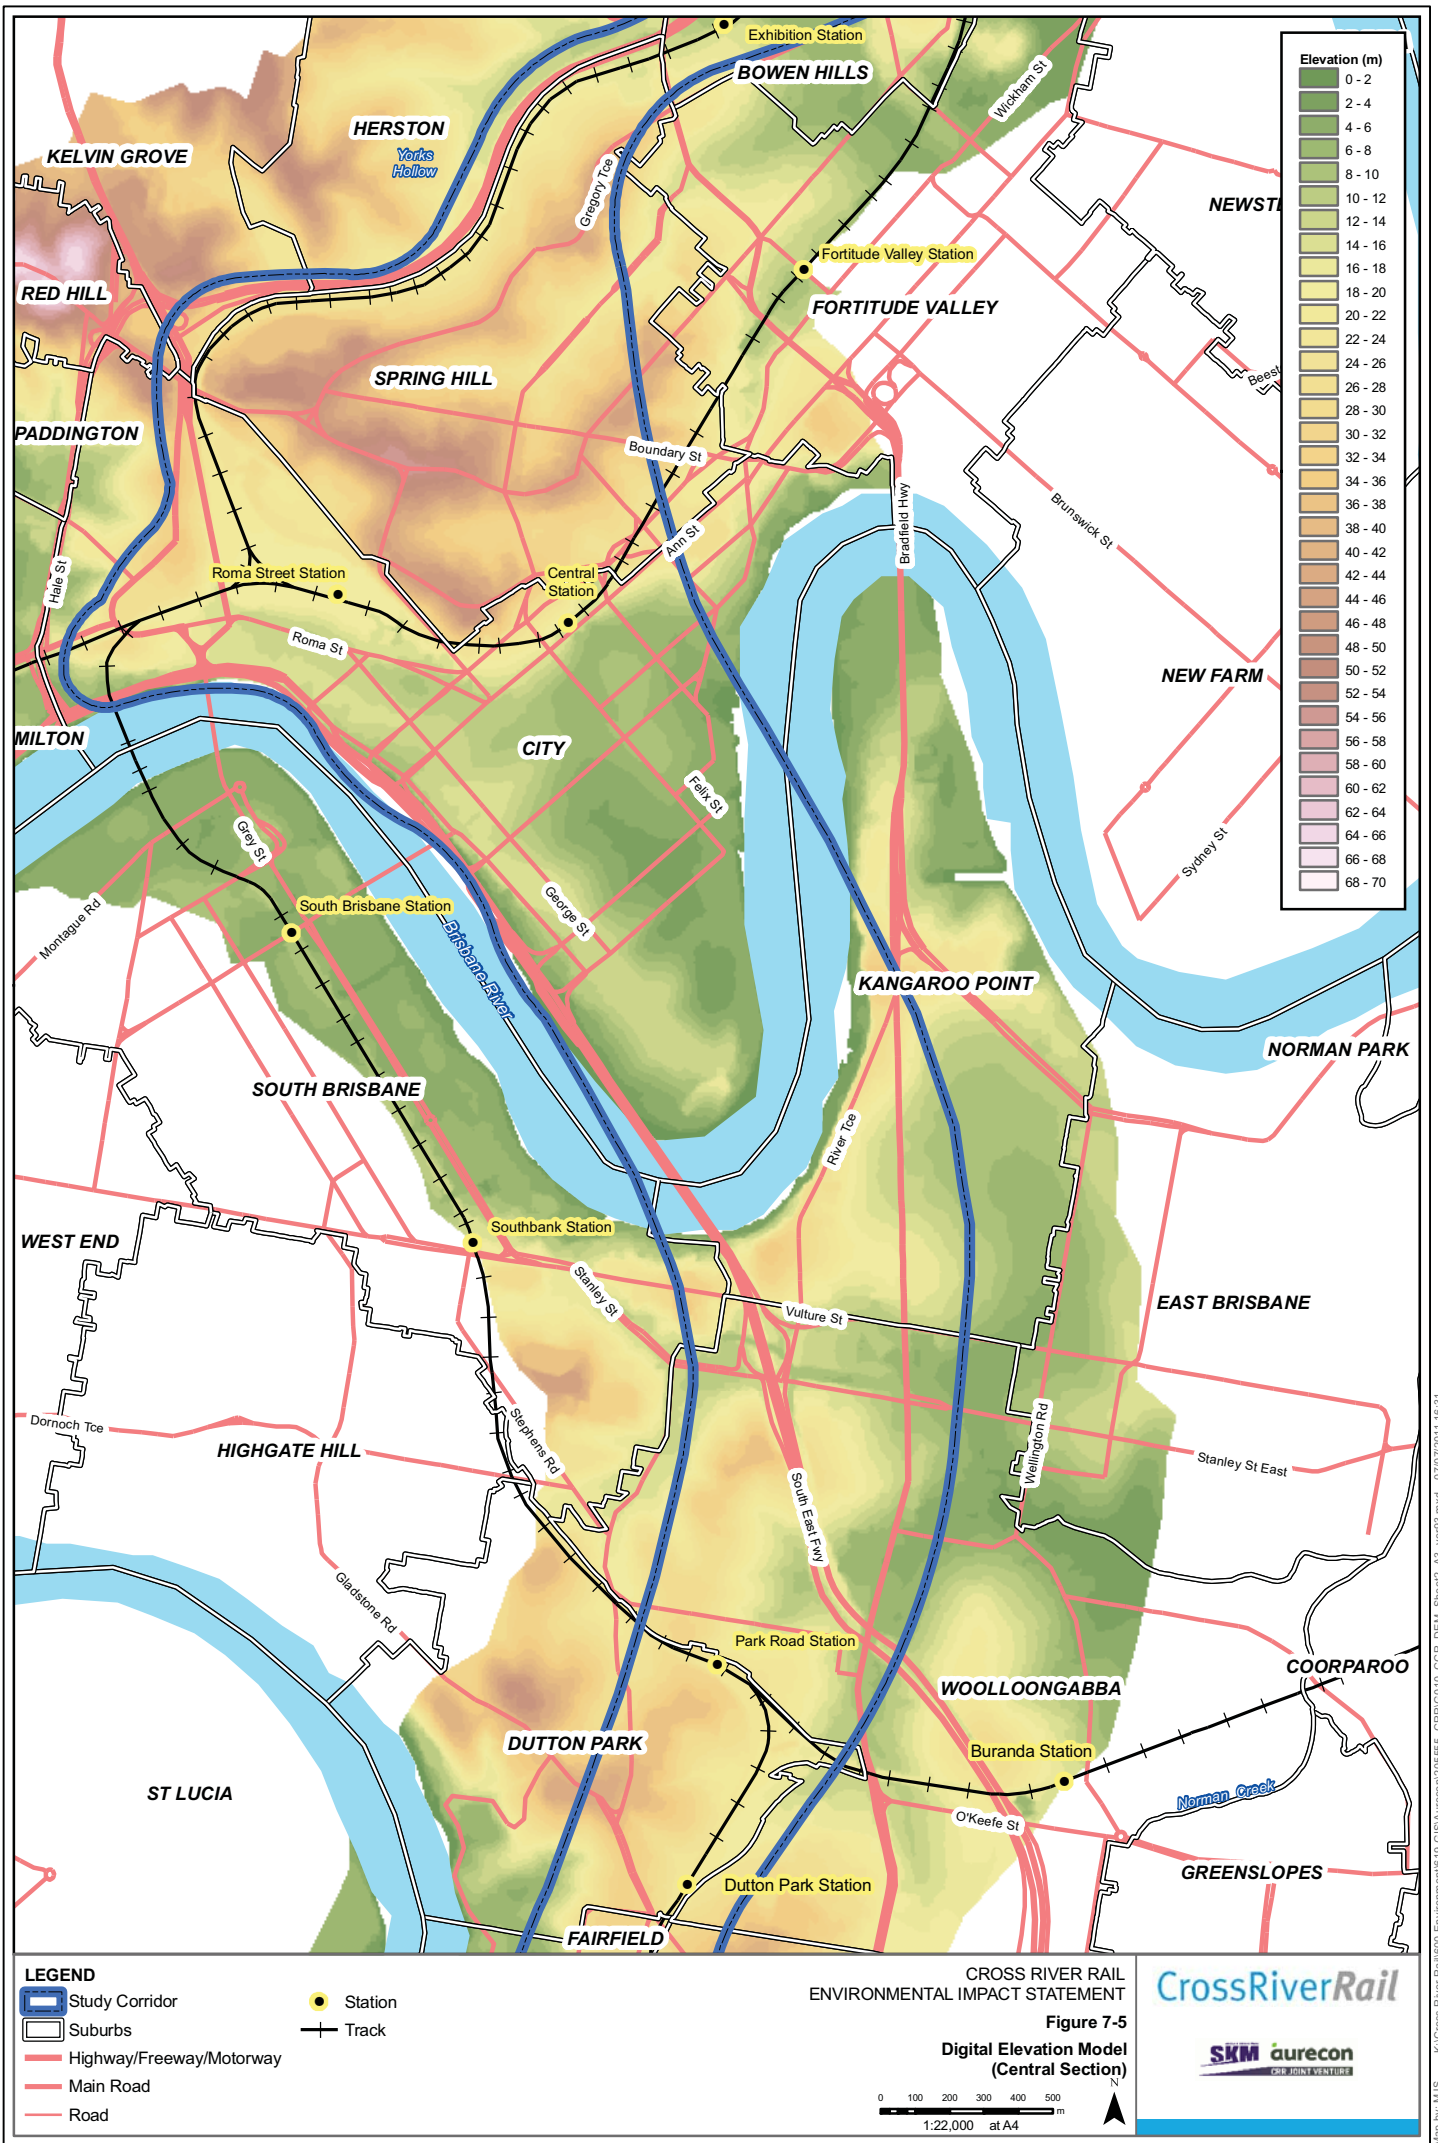 Exhibition Station
BOWEN HILLS
Wickham St
HERSTON
Yorks
Hollow
KELVIN GROVE
Gregory Tce
NEWSTE
RED HILL
Fortitude Valley Station
FORTITUDE VALLEY
SPRING HILL
Beest
PADDINGTON
Boundary St
Bradfield Hwy
Brunswick St
Ann St
Hale St
Roma Street Station
Central
Station
Roma St
NEW FARM
MILTON
CITY
Felix St
Grey St
Sydney St
George St
Montague Rd
South Brisbane Station
Brisbane River
KANGAROO POINT
NORMAN PARK
SOUTH BRISBANE
River Tce
Southbank Station
WEST END
Stanley St
Vulture St
EAST BRISBANE
Dornoch Tce
HIGHGATE HILL
Stephens Rd
Wellington Rd
Stanley St East
South East Fwy
Gladstone Rd
Park Road Station
COORPAROO
WOOLLOONGABBA
DUTTON PARK
Buranda Station
ST LUCIA
Norman Creek
O'Keefe St
GREENSLOPES
Dutton Park Station
FAIRFIELD
Elevation (m)
0 - 2
2 - 4
4 - 6
6 - 8
8 - 10
10 - 12
12 - 14
14 - 16
16 - 18
18 - 20
20 - 22
22 - 24
24 - 26
26 - 28
28 - 30
30 - 32
32 - 34
34 - 36
36 - 38
38 - 40
40 - 42
42 - 44
44 - 46
46 - 48
48 - 50
50 - 52
52 - 54
54 - 56
56 - 58
58 - 60
60 - 62
62 - 64
64 - 66
66 - 68
68 - 70
LEGEND
Study Corridor
Suburbs
Highway/Freeway/Motorway
Main Road
Road
Station
Track
CROSS RIVER RAIL
ENVIRONMENTAL IMPACT STATEMENT
Figure 7-5
Digital Elevation Model
(Central Section)
N
0 100 200 300 400 500
m
1:22,000 at A4
CrossRiverRail
SKM aurecon
CRR JOINT VENTURE